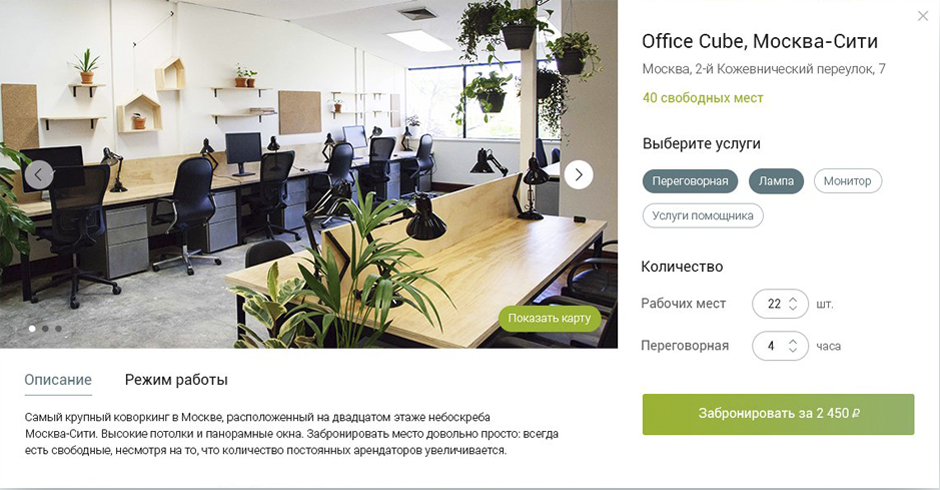 Office Cube, Москва-Сити
Москва, 2-й Кожевнический переулок, 7
40 свободных мест
Выберите услуги
Переговорная
Лампа
Монитор
Услуги помощника
Количество
Рабочих мест 22 шт.
Переговорная 4 часа
Забронировать за 2 450 ₽
Показать карту
Описание
Режим работы
Самый крупный коворкинг в Москве, расположенный на двадцатом этаже небоскреба
Москва-Сити. Высокие потолки и панорамные окна. Забронировать место довольно просто: всегда
есть свободные, несмотря на то, что количество постоянных арендаторов увеличивается.